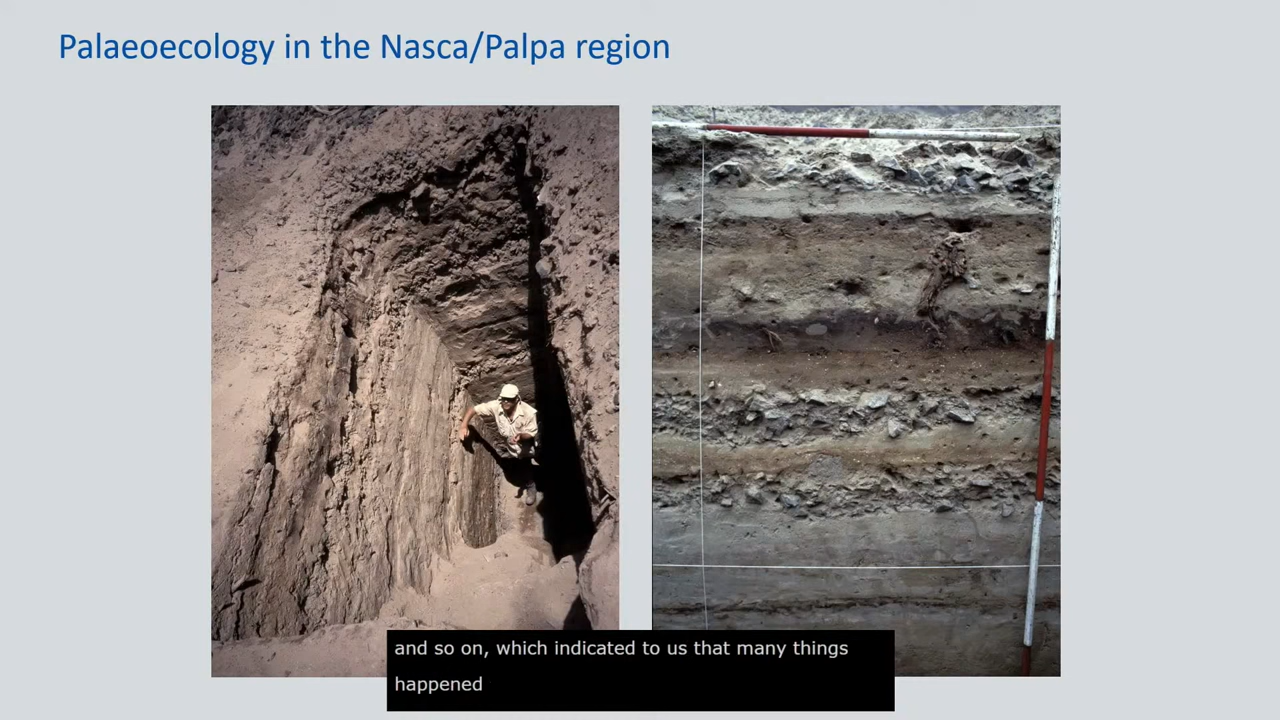 Palaeoecology in the Nasca/Palpa region
and so on, which indicated to us that many things
happened